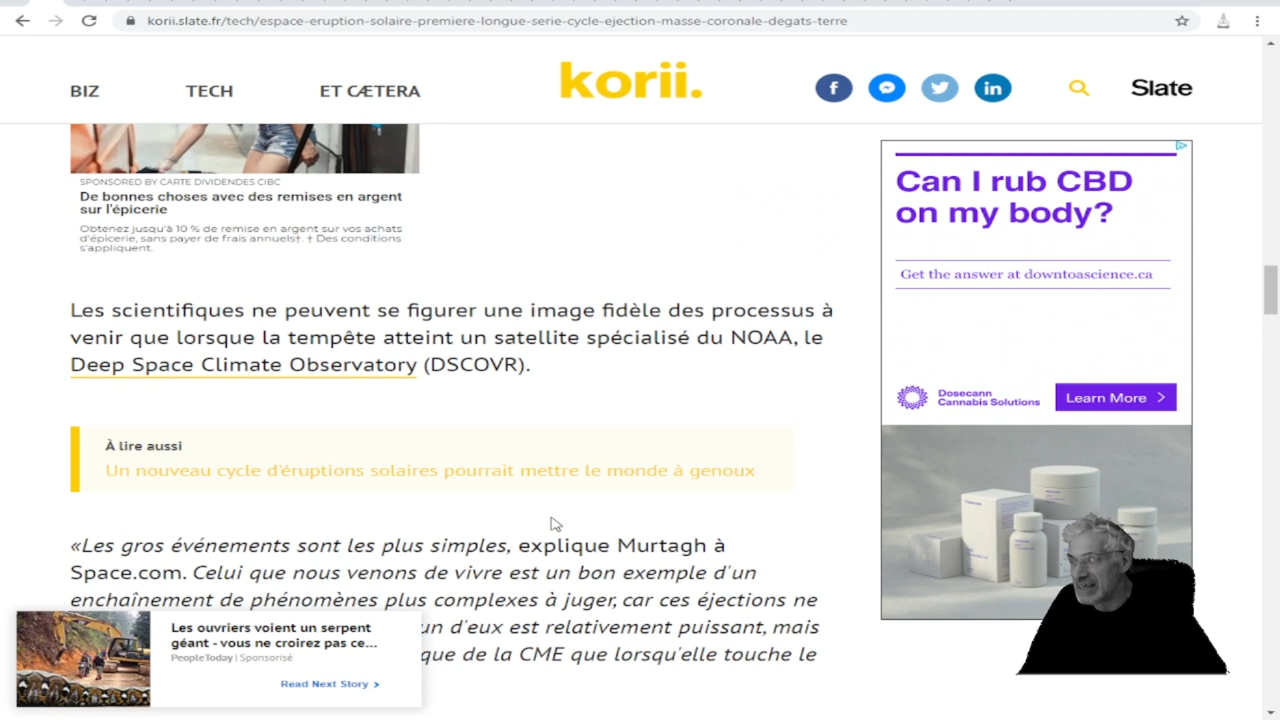 korii.slate.fr/tech/espace-eruption-solaire-premiere-longue-serie-cycle-ejection-masse-coronale-degats-terre
BIZ
TECH
ET CÆTERA
korii.
Slate
SPONSORED BY CARTE DIVIDENDES CIBC
De bonnes choses avec des remises en argent
sur l'épicerie
Obtenez jusqu'à 10 % de remise en argent sur vos achats
d'épicerie, sans payer de frais annuels†. † Des conditions
s'appliquent.
Les scientifiques ne peuvent se figurer une image fidèle des processus à
venir que lorsque la tempête atteint un satellite spécialisé du NOAA, le
Deep Space Climate Observatory (DSCOVR).
À lire aussi
Un nouveau cycle d'éruptions solaires pourrait mettre le monde à genoux
«Les gros événements sont les plus simples, explique Murtagh à
Space.com. Celui que nous venons de vivre est un bon exemple d'un
enchaînement de phénomènes plus complexes à juger, car ces éjections ne
un d'eux est relativement puissant, mais
que de la CME que lorsqu'elle touche le
Les ouvriers voient un serpent
géant - vous ne croirez pas ce...
PeopleToday | Sponsorisé
Read Next Story >
Can I rub CBD
on my body?
Get the answer at downtoascience.ca
Dosecann
Cannabis Solutions
Learn More >